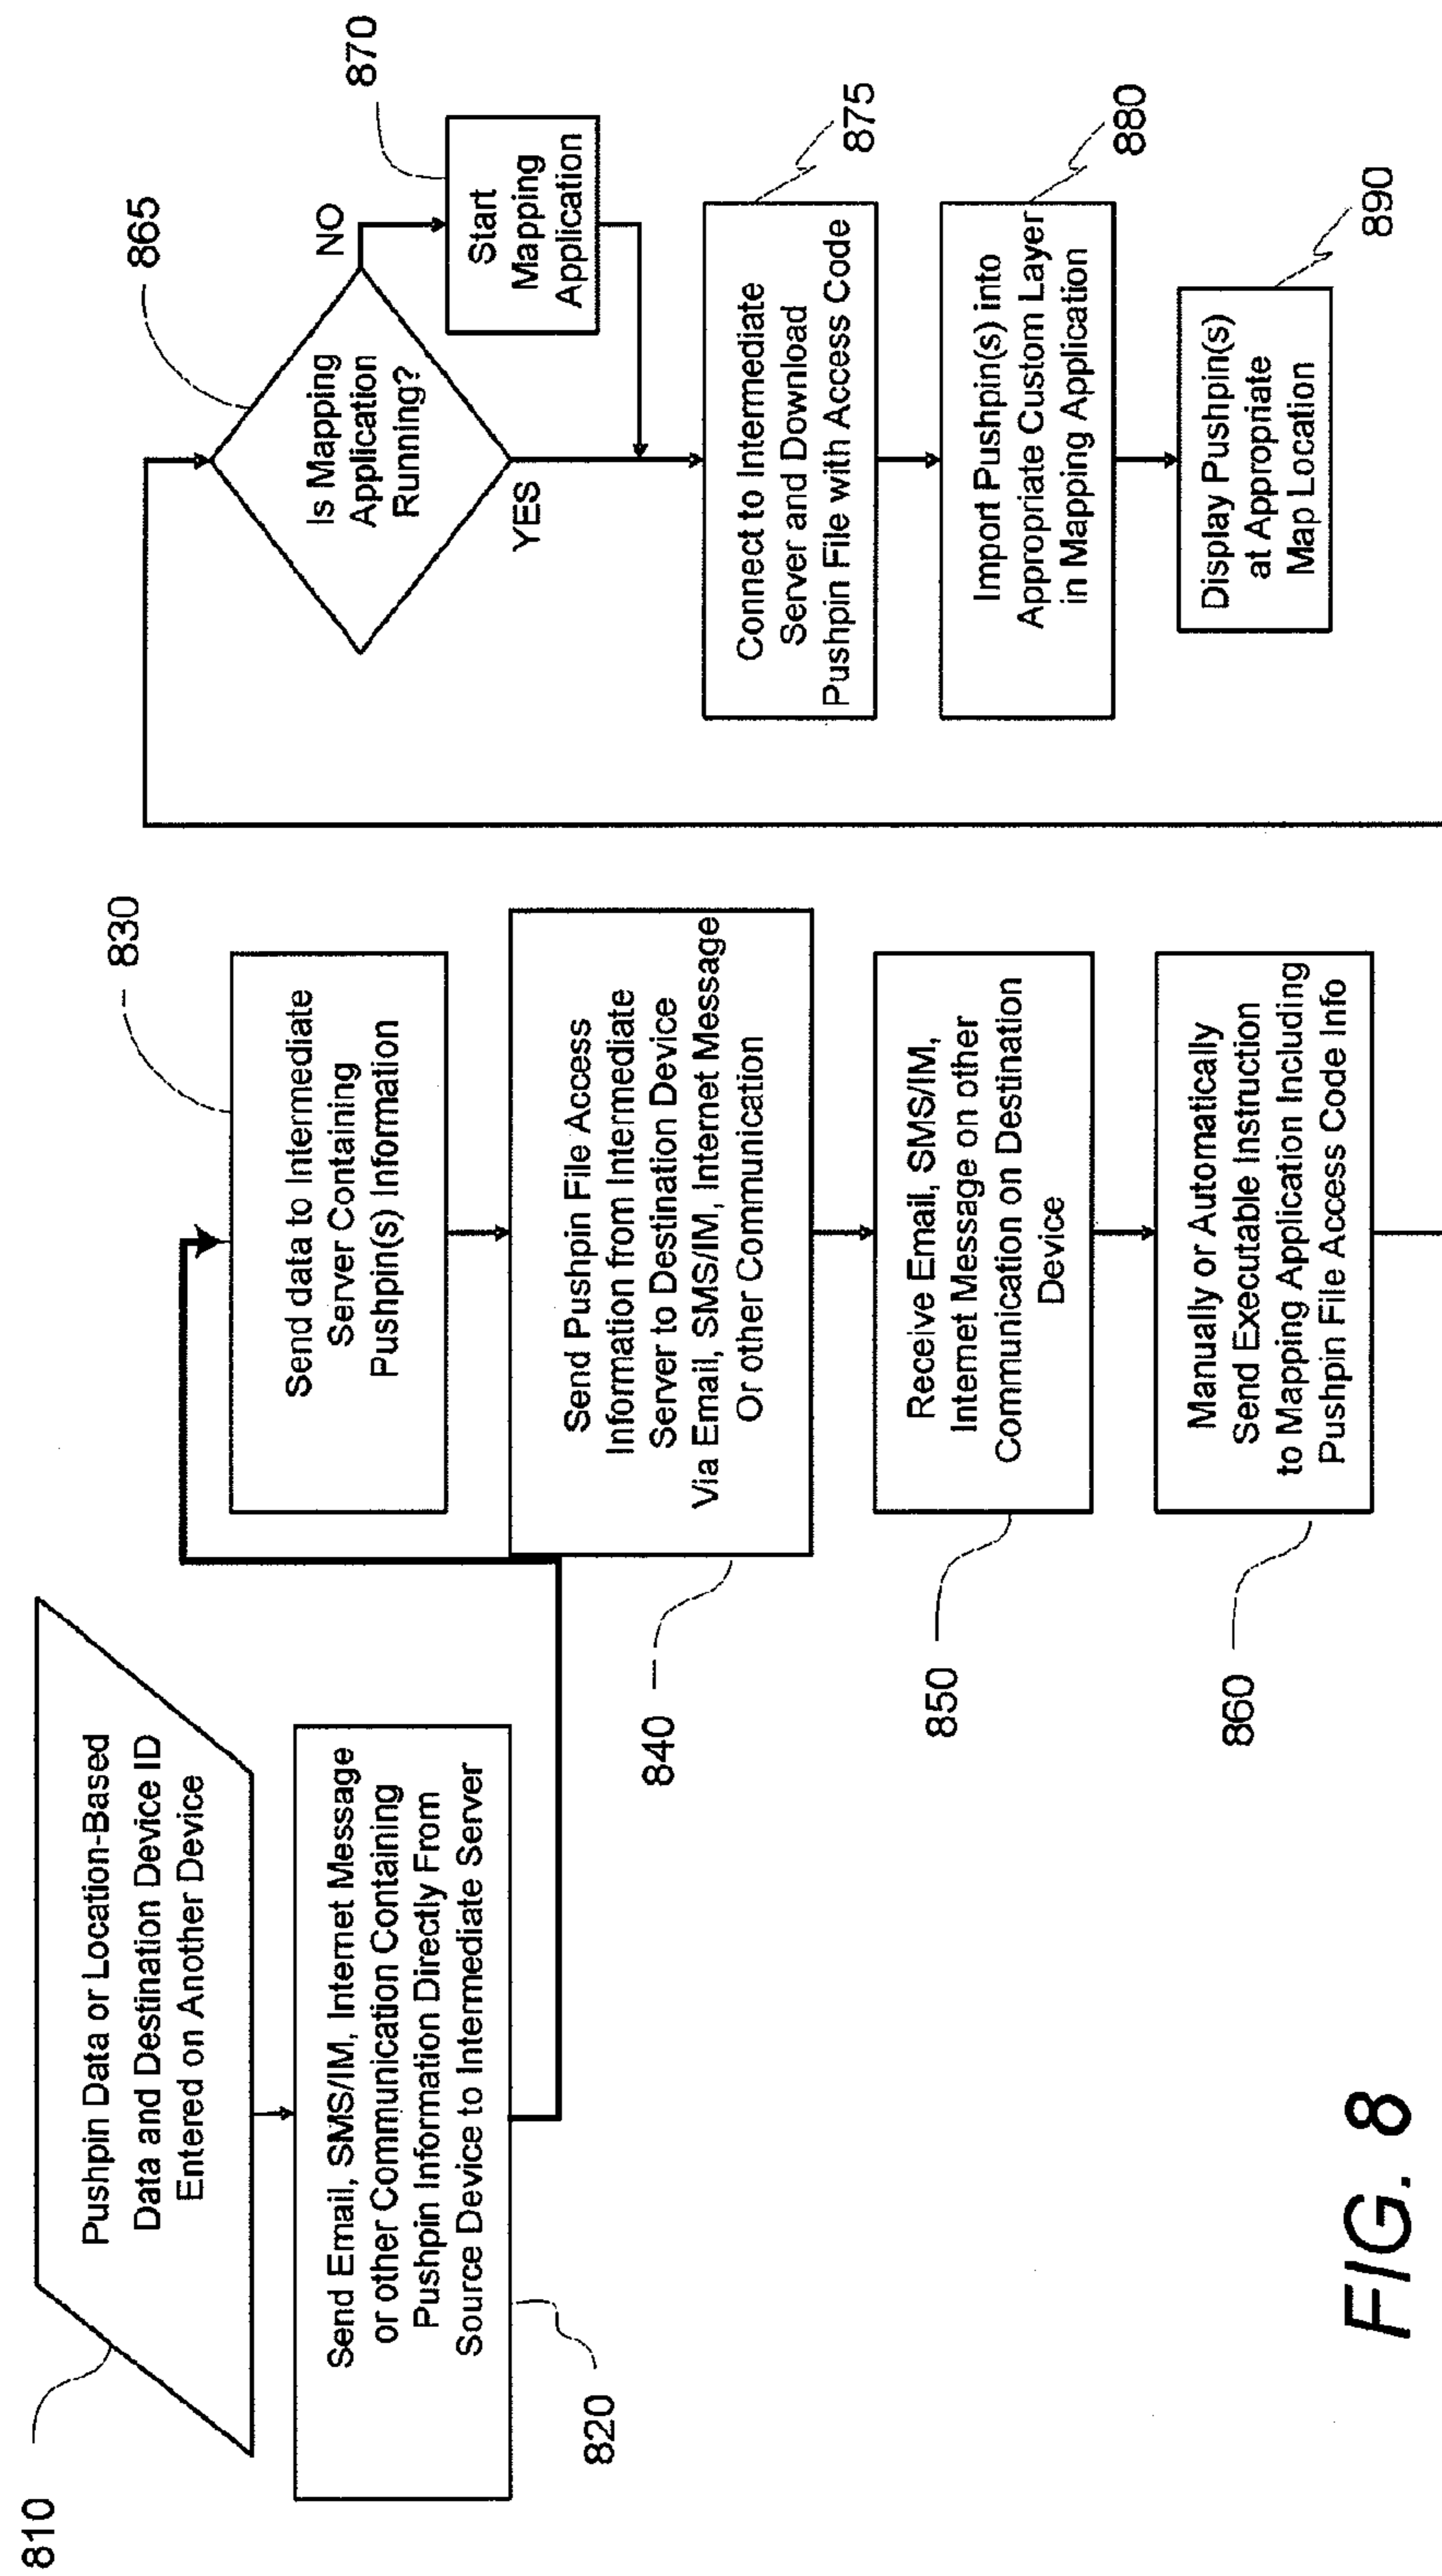 810
Pushpin Data or Location-Based
Data and Destination Device ID
Entered on Another Device
Send Email, SMS/IM, Internet Message
or other Communication Containing
Pushpin Information Directly From
Source Device to Intermediate Server
820
830
Send data to Intermediate
Server Containing
Pushpin(s) Information
Send Pushpin File Access
Information from Intermediate
Server to Destination Device
Via Email, SMS/IM, Internet Message
Or other Communication
840
Receive Email, SMS/IM,
Internet Message on other
Communication on Destination
Device
850
Manually or Automatically
Send Executable Instruction
to Mapping Application Including
Pushpin File Access Code Info
860
865
Is Mapping
Application
Running?
NO
YES
870
Start
Mapping
Application
Connect to Intermediate
Server and Download
Pushpin File with Access Code
875
Import Pushpin(s) into
Appropriate Custom Layer
in Mapping Application
880
Display Pushpin(s)
at Appropriate
Map Location
890
FIG. 8